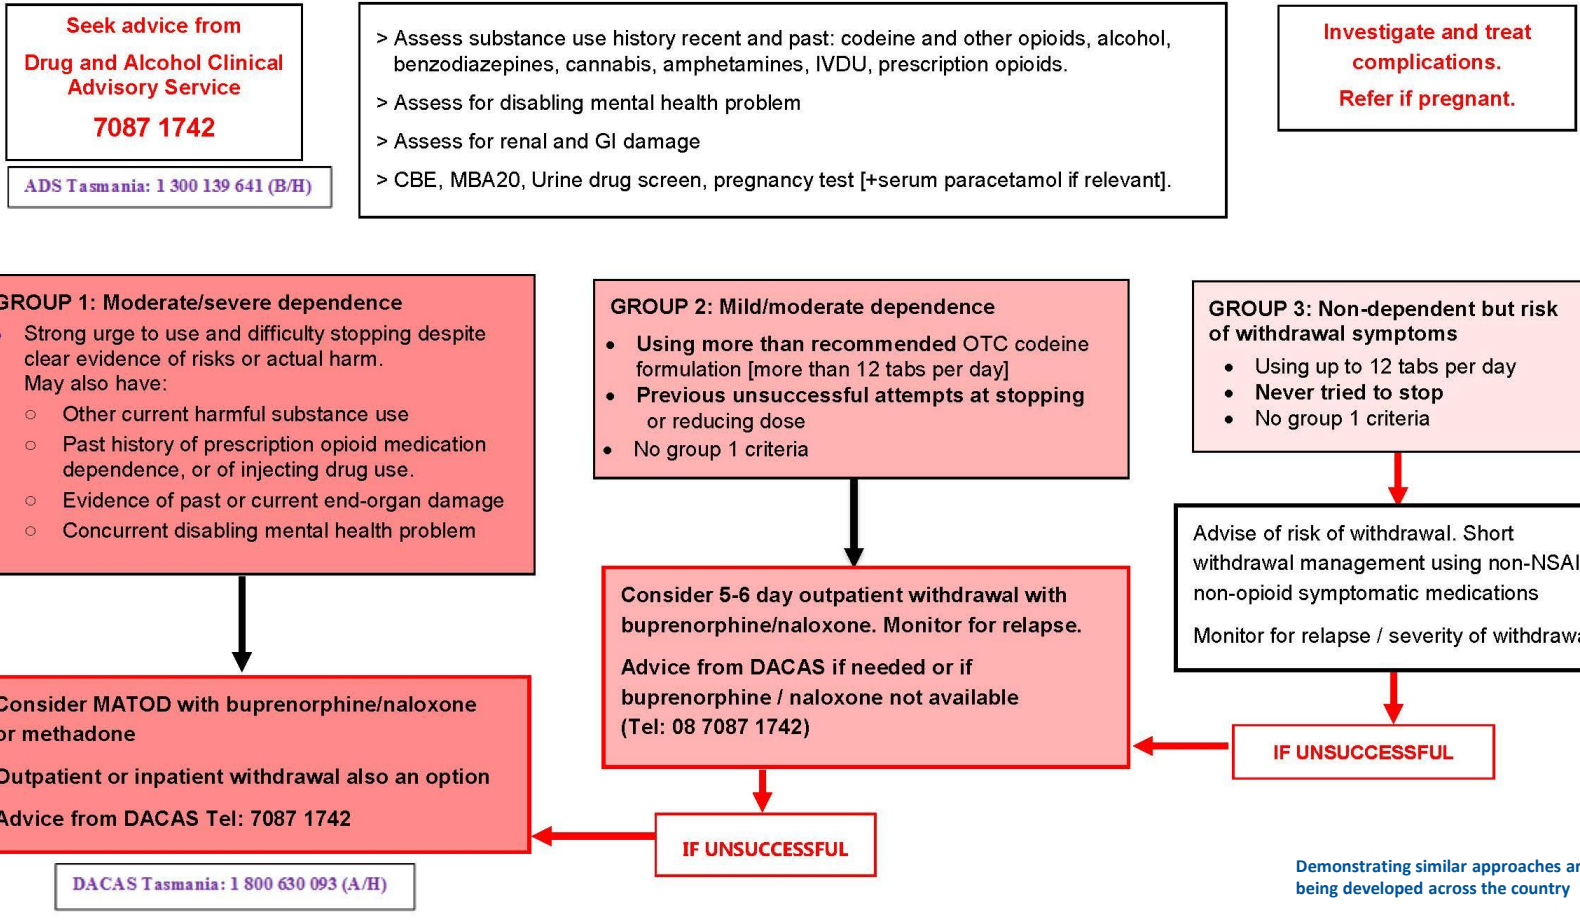 Seek advice from
Drug and Alcohol Clinical
Advisory Service
7087 1742
ADS Tasmania: 1 300 139 641 (B/H)
> Assess substance use history recent and past: codeine and other opioids, alcohol,
benzodiazepines, cannabis, amphetamines, IVDU, prescription opioids.
> Assess for disabling mental health problem
> Assess for renal and GI damage
> CBE, MBA20, Urine drug screen, pregnancy test [+serum paracetamol if relevant].
Investigate and treat
complications.
Refer if pregnant.
GROUP 1: Moderate/severe dependence
Strong urge to use and difficulty stopping despite
clear evidence of risks or actual harm.
May also have:
○ Other current harmful substance use
○ Past history of prescription opioid medication
dependence, or of injecting drug use.
○ Evidence of past or current end-organ damage
○ Concurrent disabling mental health problem
Consider MATOD with buprenorphine/naloxone
or methadone
Outpatient or inpatient withdrawal also an option
Advice from DACAS Tel: 7087 1742
DACAS Tasmania: 1 800 630 093 (A/H)
GROUP 2: Mild/moderate dependence
• Using more than recommended OTC codeine
formulation [more than 12 tabs per day]
• Previous unsuccessful attempts at stopping
or reducing dose
• No group 1 criteria
Consider 5-6 day outpatient withdrawal with
buprenorphine/naloxone. Monitor for relapse.
Advice from DACAS if needed or if
buprenorphine / naloxone not available
(Tel: 08 7087 1742)
IF UNSUCCESSFUL
GROUP 3: Non-dependent but risk
of withdrawal symptoms
• Using up to 12 tabs per day
• Never tried to stop
• No group 1 criteria
Advise of risk of withdrawal. Short
withdrawal management using non-NSAI
non-opioid symptomatic medications
Monitor for relapse / severity of withdrawa
IF UNSUCCESSFUL
Demonstrating similar approaches ar
being developed across the country